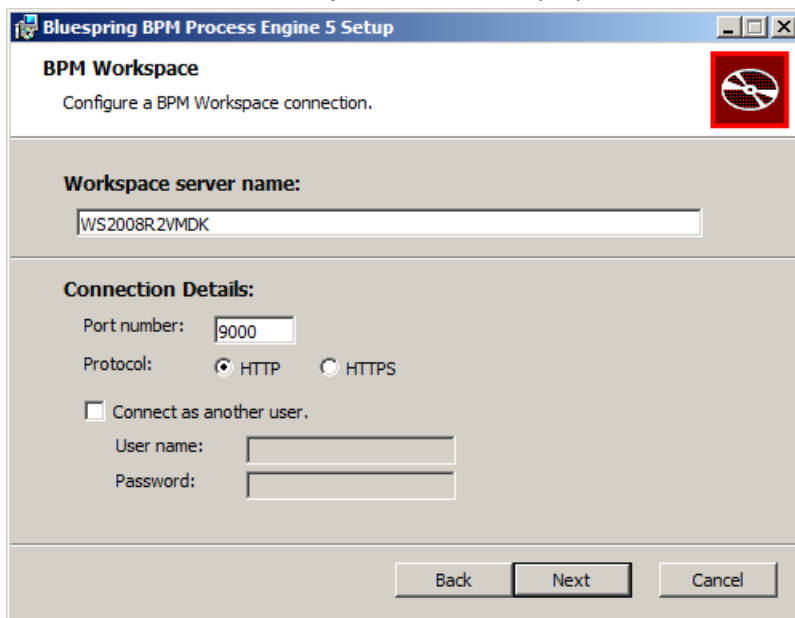 Bluespring BPM Process Engine 5 Setup
BPM Workspace
Configure a BPM Workspace connection.
Workspace server name:
WS2008R2VMDK
Connection Details:
Port number: 9000
Protocol: HTTP HTTPS
Connect as another user.
User name:
Password:
Back Next Cancel